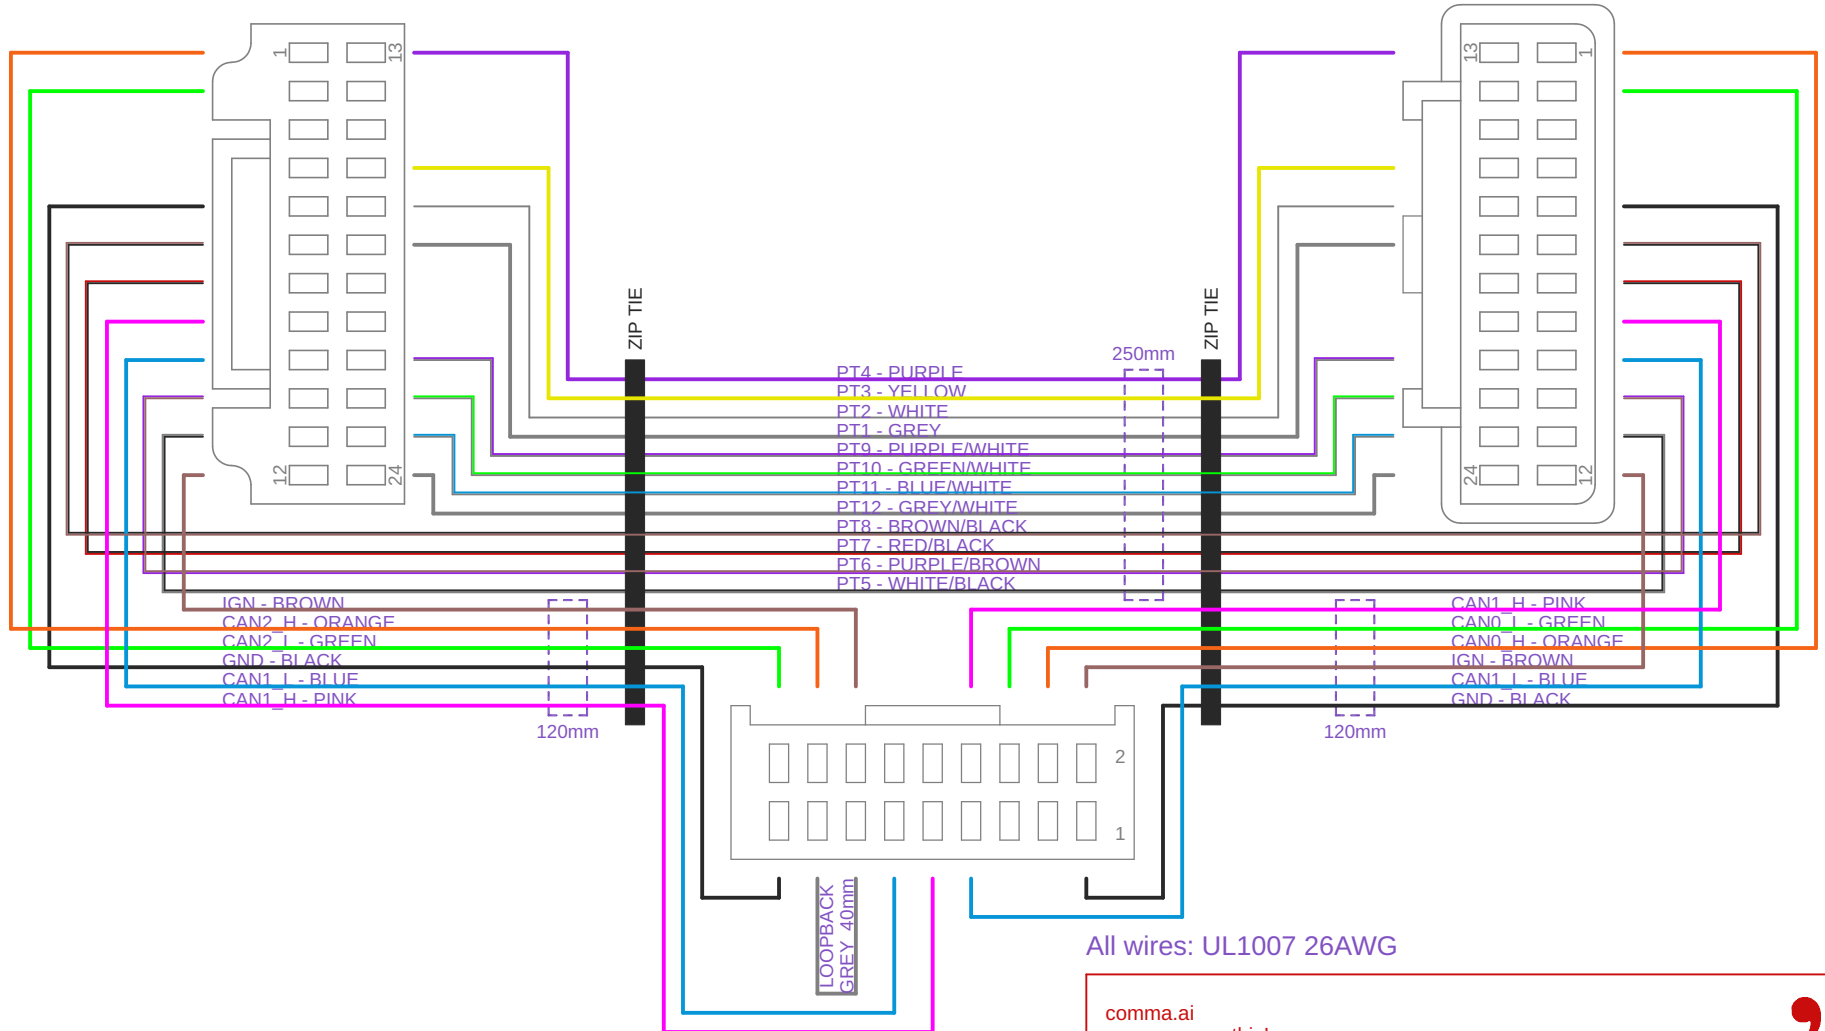 1
13
13
1
12
24
24
12
ZIP TIE
ZIP TIE
250mm
PT4 - PURPLE
PT3 - YELLOW
PT2 - WHITE
PT1 - GREY
PT9 - PURPLE/WHITE
PT10 - GREEN/WHITE
PT11 - BLUE/WHITE
PT12 - GREY/WHITE
PT8 - BROWN/BLACK
PT7 - RED/BLACK
PT6 - PURPLE/BROWN
PT5 - WHITE/BLACK
IGN - BROWN
CAN2_H - ORANGE
CAN2_L - GREEN
GND - BLACK
CAN1_L - BLUE
CAN1_H - PINK
120mm
CAN1_H - PINK
CAN0_L - GREEN
CAN0_H - ORANGE
IGN - BROWN
CAN1_L - BLUE
GND - BLACK
120mm
2
1
LOOPBACK
GREY 40mm
All wires: UL1007 26AWG
comma.ai